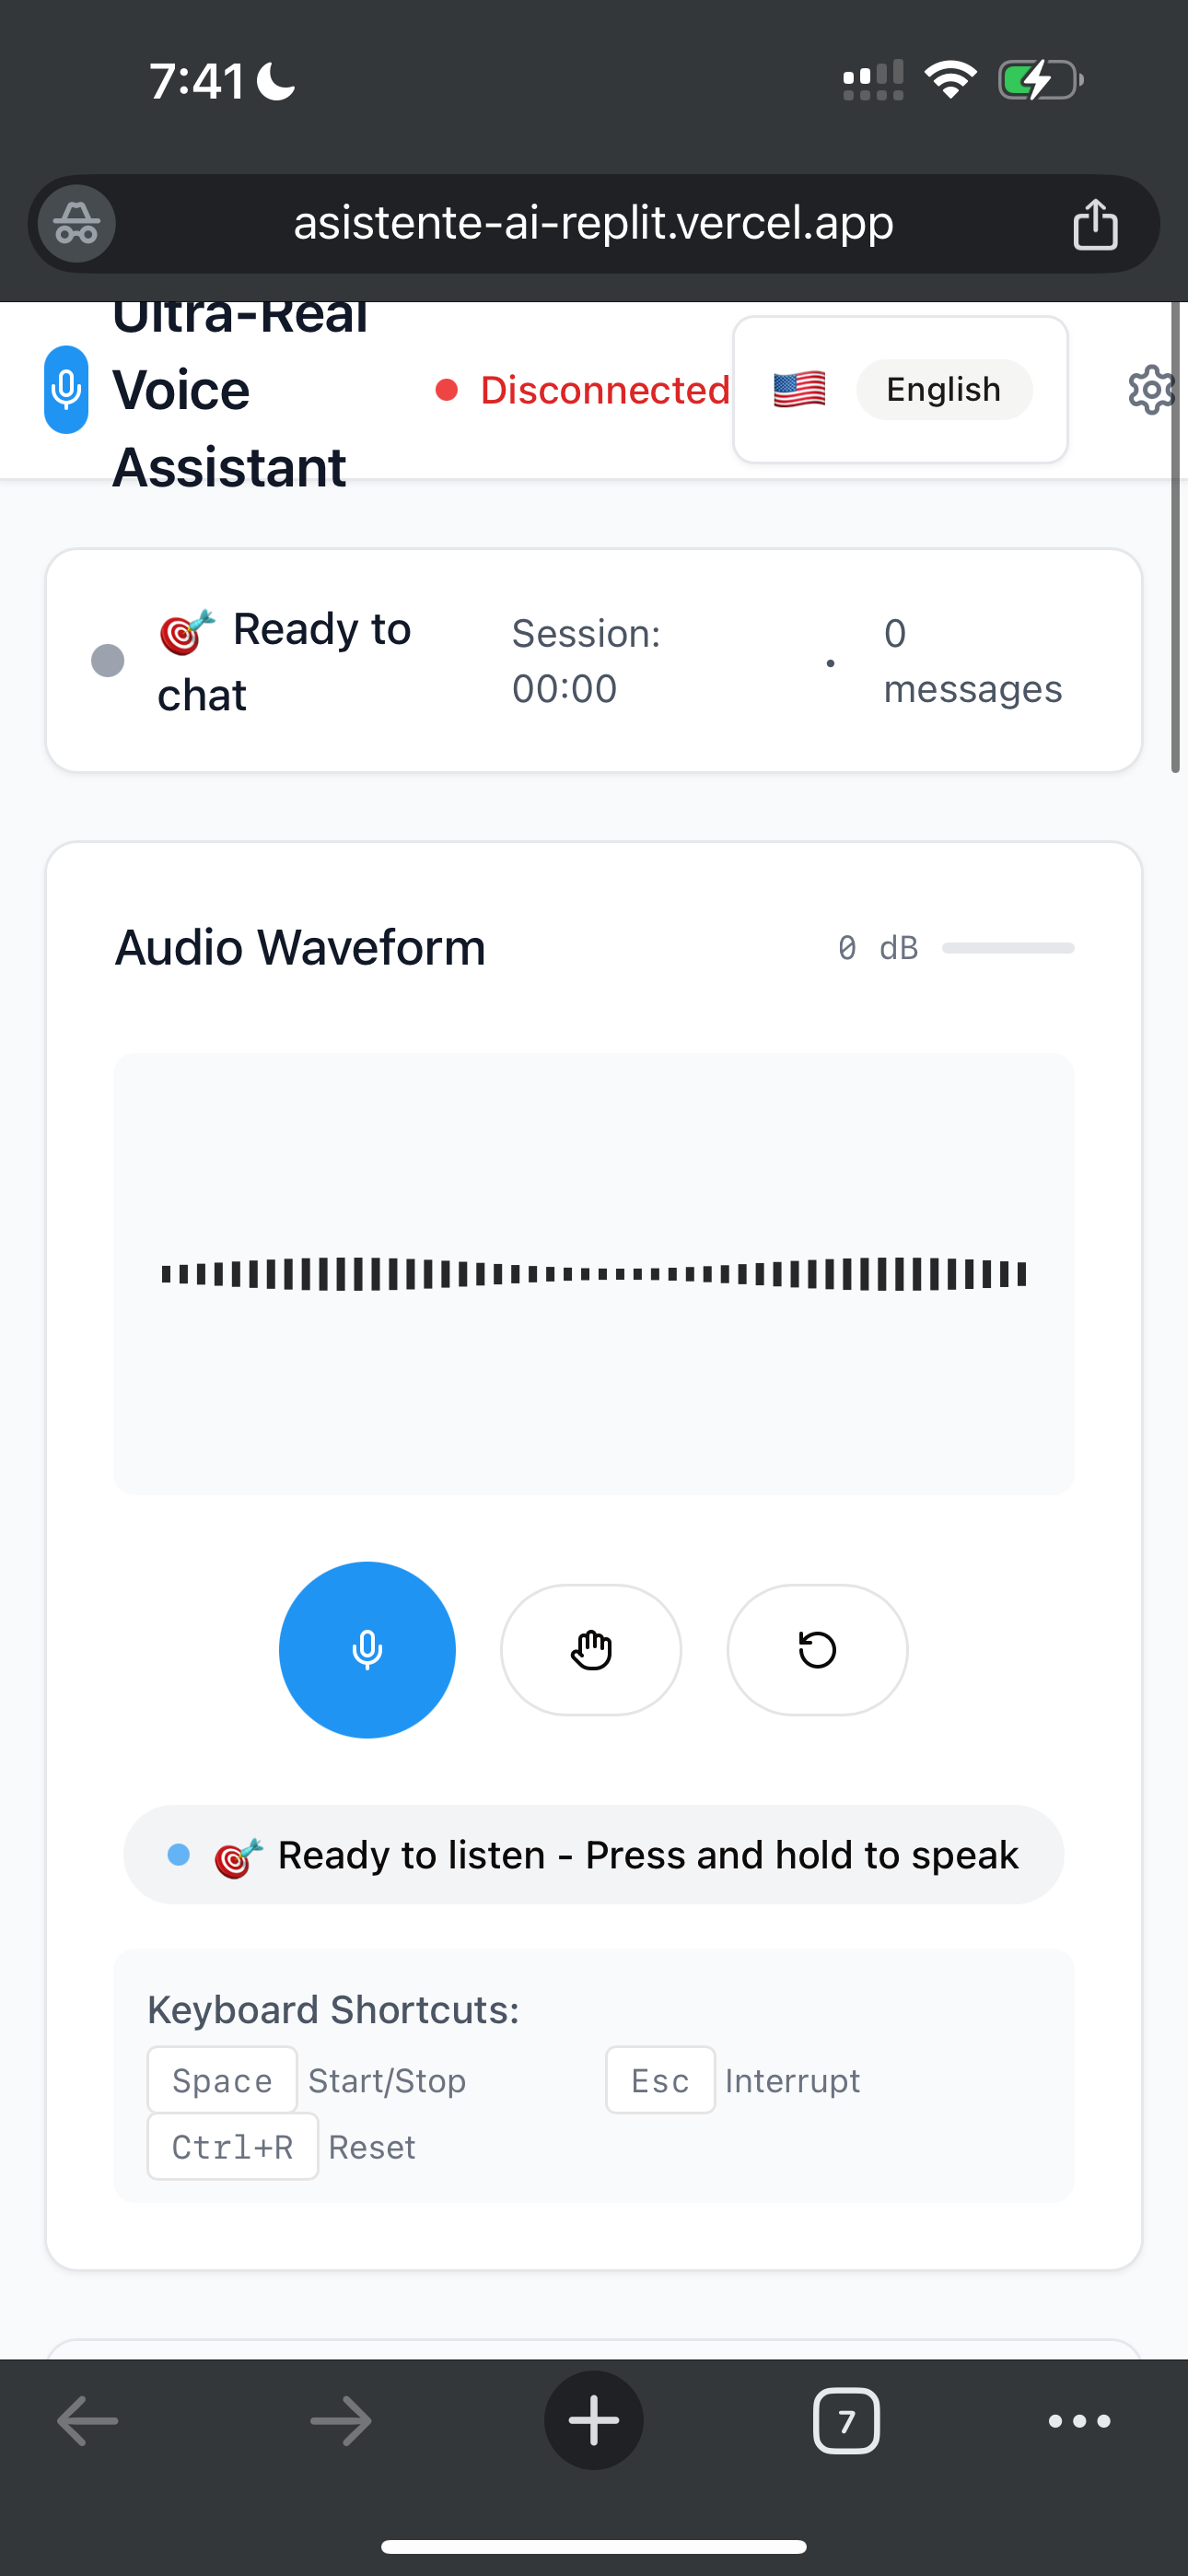 7:41
asistente-ai-replit.vercel.app
Ultra-Real
Voice
Assistant
Disconnected
English
🎯 Ready to
chat
Session:
00:00
•
0
messages
Audio Waveform
0 dB
🎯 Ready to listen - Press and hold to speak
Keyboard Shortcuts:
Space Start/Stop
Esc Interrupt
Ctrl+R Reset
7